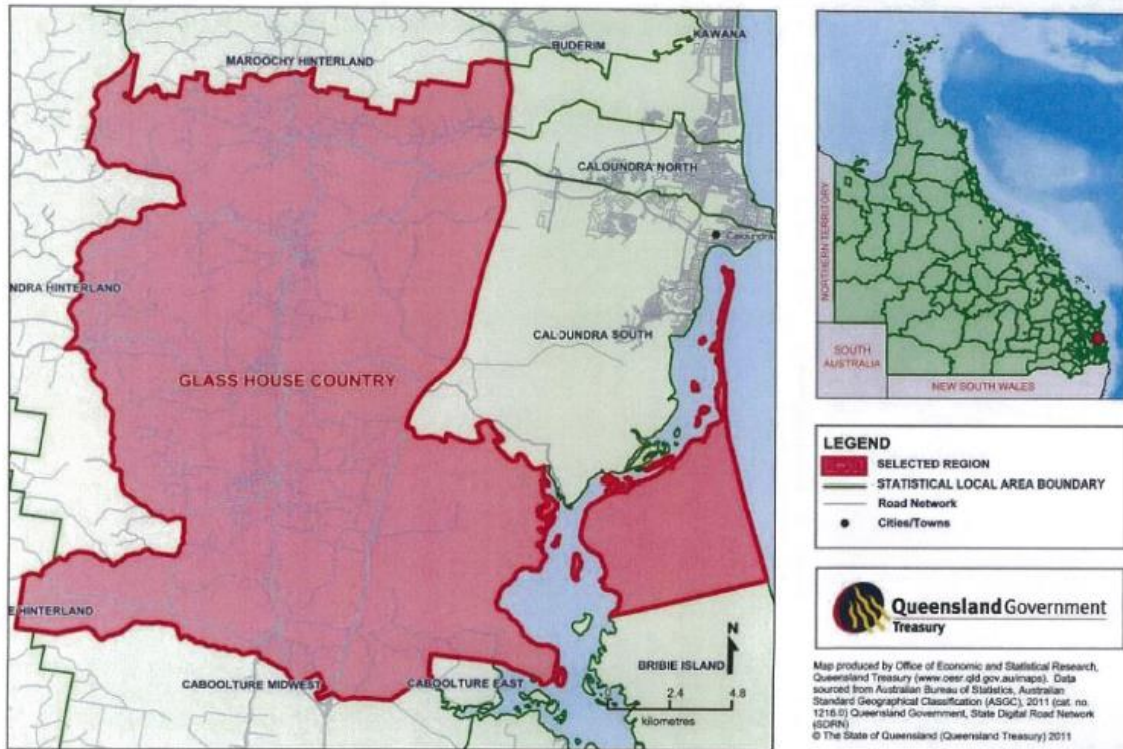 MAROOCHY HINTERLAND
BUDERIM
KAWANA
CALOUNDRA NORTH
Caloundra
NDRA HINTERLAND
CALOUNDRA SOUTH
GLASS HOUSE COUNTRY
E HINTERLAND
CABOOLTURE MIDWEST
CABOOLTURE EAST
BRIBIE ISLAND
N
0 2.4 4.8
kilometres
NORTHERN TERRITORY
SOUTH
AUSTRALIA
NEW SOUTH WALES
LEGEND
SELECTED REGION
STATISTICAL LOCAL AREA BOUNDARY
Road Network
Cities/Towns
Queensland Government
Treasury
Map produced by Office of Economic and Statistical Research,
Queensland Treasury (www.oesr.qld.gov.au/maps). Data
sourced from Australian Bureau of Statistics, Australian
Standard Geographical Classification (ASGC), 2011 (cat. no.
1216.0) Queensland Government, State Digital Road Network
(SDRN)
© The State of Queensland (Queensland Treasury) 2011